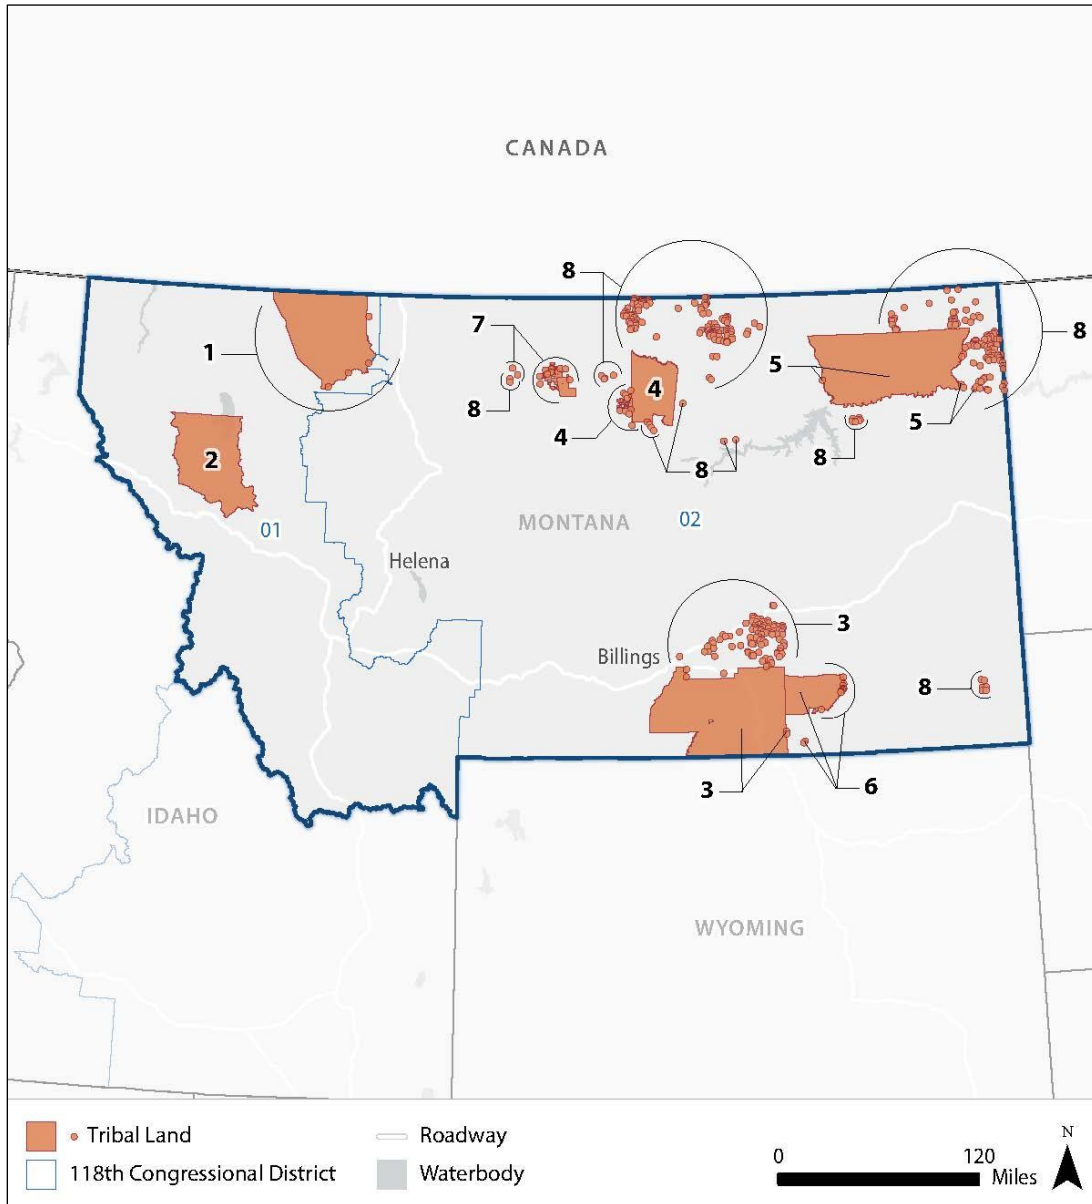 CANADA
8
7
8
1
5
4
8
5
4
8
8
2
MONTANA
02
01
Helena
3
Billings
8
3
6
IDAHO
WYOMING
Tribal Land
Roadway
118th Congressional District
Waterbody
0
120
Miles
N